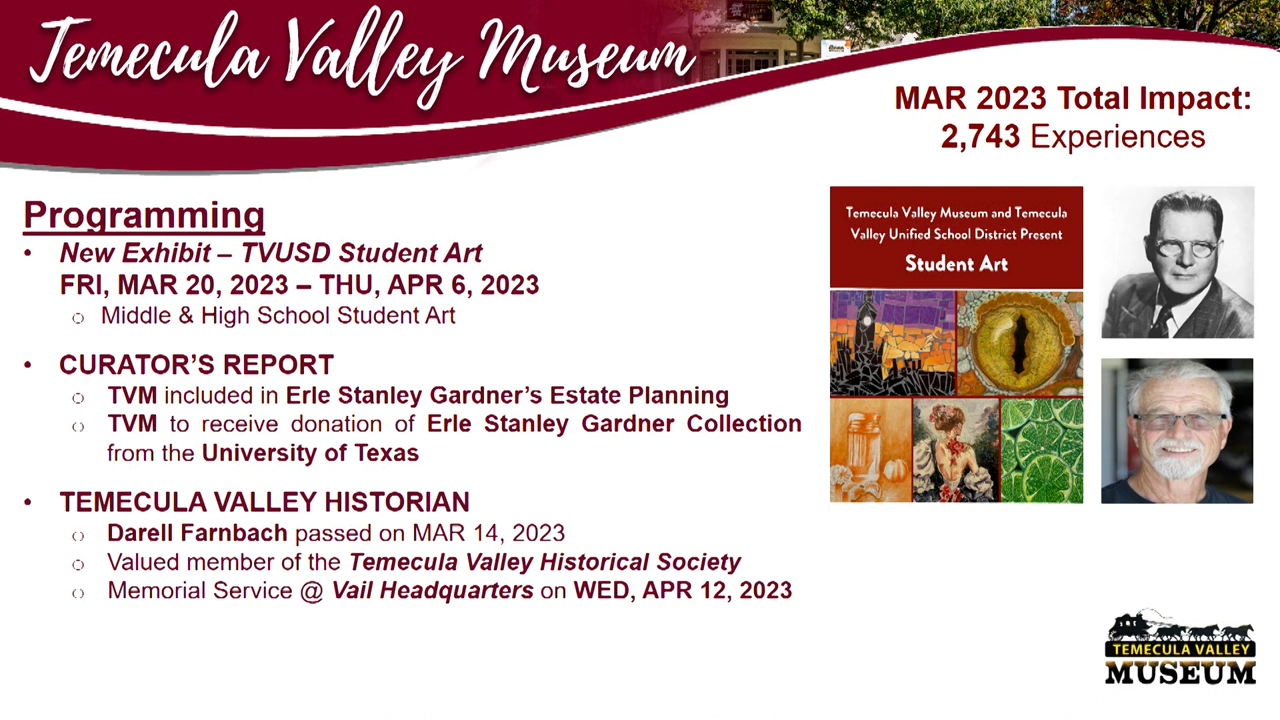 Temecula Valley Museum
MAR 2023 Total Impact:
2,743 Experiences
Programming
• New Exhibit – TVUSD Student Art
FRI, MAR 20, 2023 – THU, APR 6, 2023
o Middle & High School Student Art
• CURATOR'S REPORT
o TVM included in Erle Stanley Gardner's Estate Planning
o TVM to receive donation of Erle Stanley Gardner Collection
from the University of Texas
• TEMECULA VALLEY HISTORIAN
o Darell Farnbach passed on MAR 14, 2023
o Valued member of the Temecula Valley Historical Society
o Memorial Service @ Vail Headquarters on WED, APR 12, 2023
Temecula Valley Museum and Temecula
Valley Unified School District Present
Student Art
TEMECULA VALLEY
MUSEUM